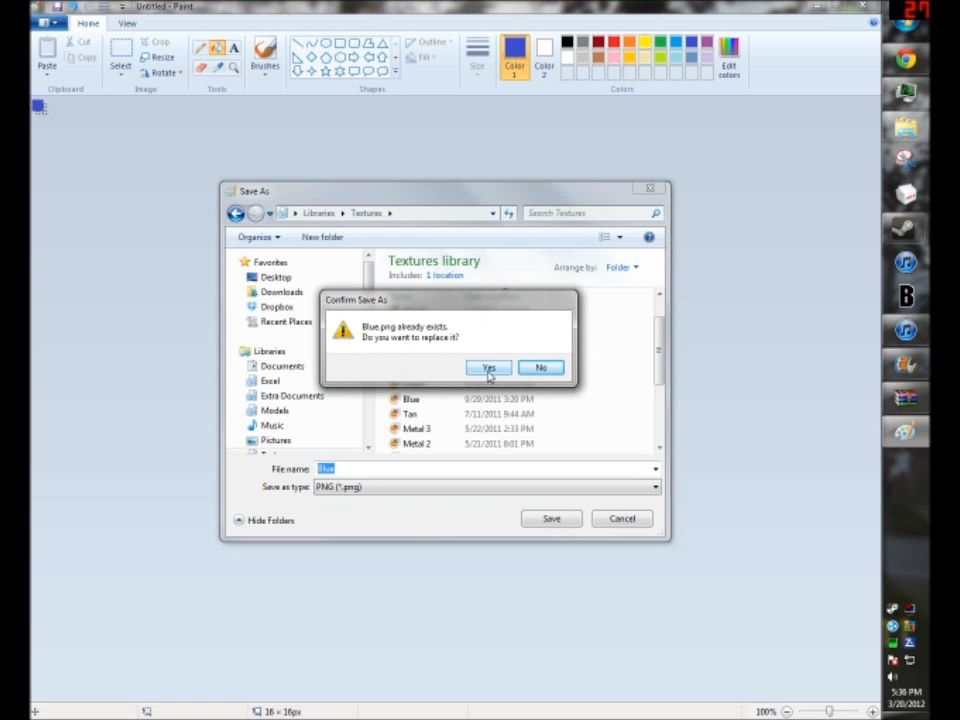 Untitled - Paint
27
Home View
Cut
Copy
Paste
Crop
Resize
Rotate
Select
A
Brushes
Outline
Fill
Size
Color 1
Color 2
Edit colors
Clipboard
Image
Tools
Shapes
Colors
Save As
Libraries
Textures
Search Textures
Organize
New folder
Favorites
Desktop
Downloads
Dropbox
Recent Places
Libraries
Documents
Excel
Extra Documents
Models
Music
Pictures
Textures library
Includes: 1 location
Arrange by: Folder
Confirm Save As
Blue.png already exists.
Do you want to replace it?
Yes No
Blue 9/29/2011 3:20 PM
Tan 7/11/2011 9:44 AM
Metal 3 5/22/2011 2:33 PM
Metal 2 5/21/2011 8:01 PM
File name: Blue
Save as type: PNG (*.png)
Hide Folders
Save
Cancel
B
16 × 16px
100%
5:36 PM
3/20/2012